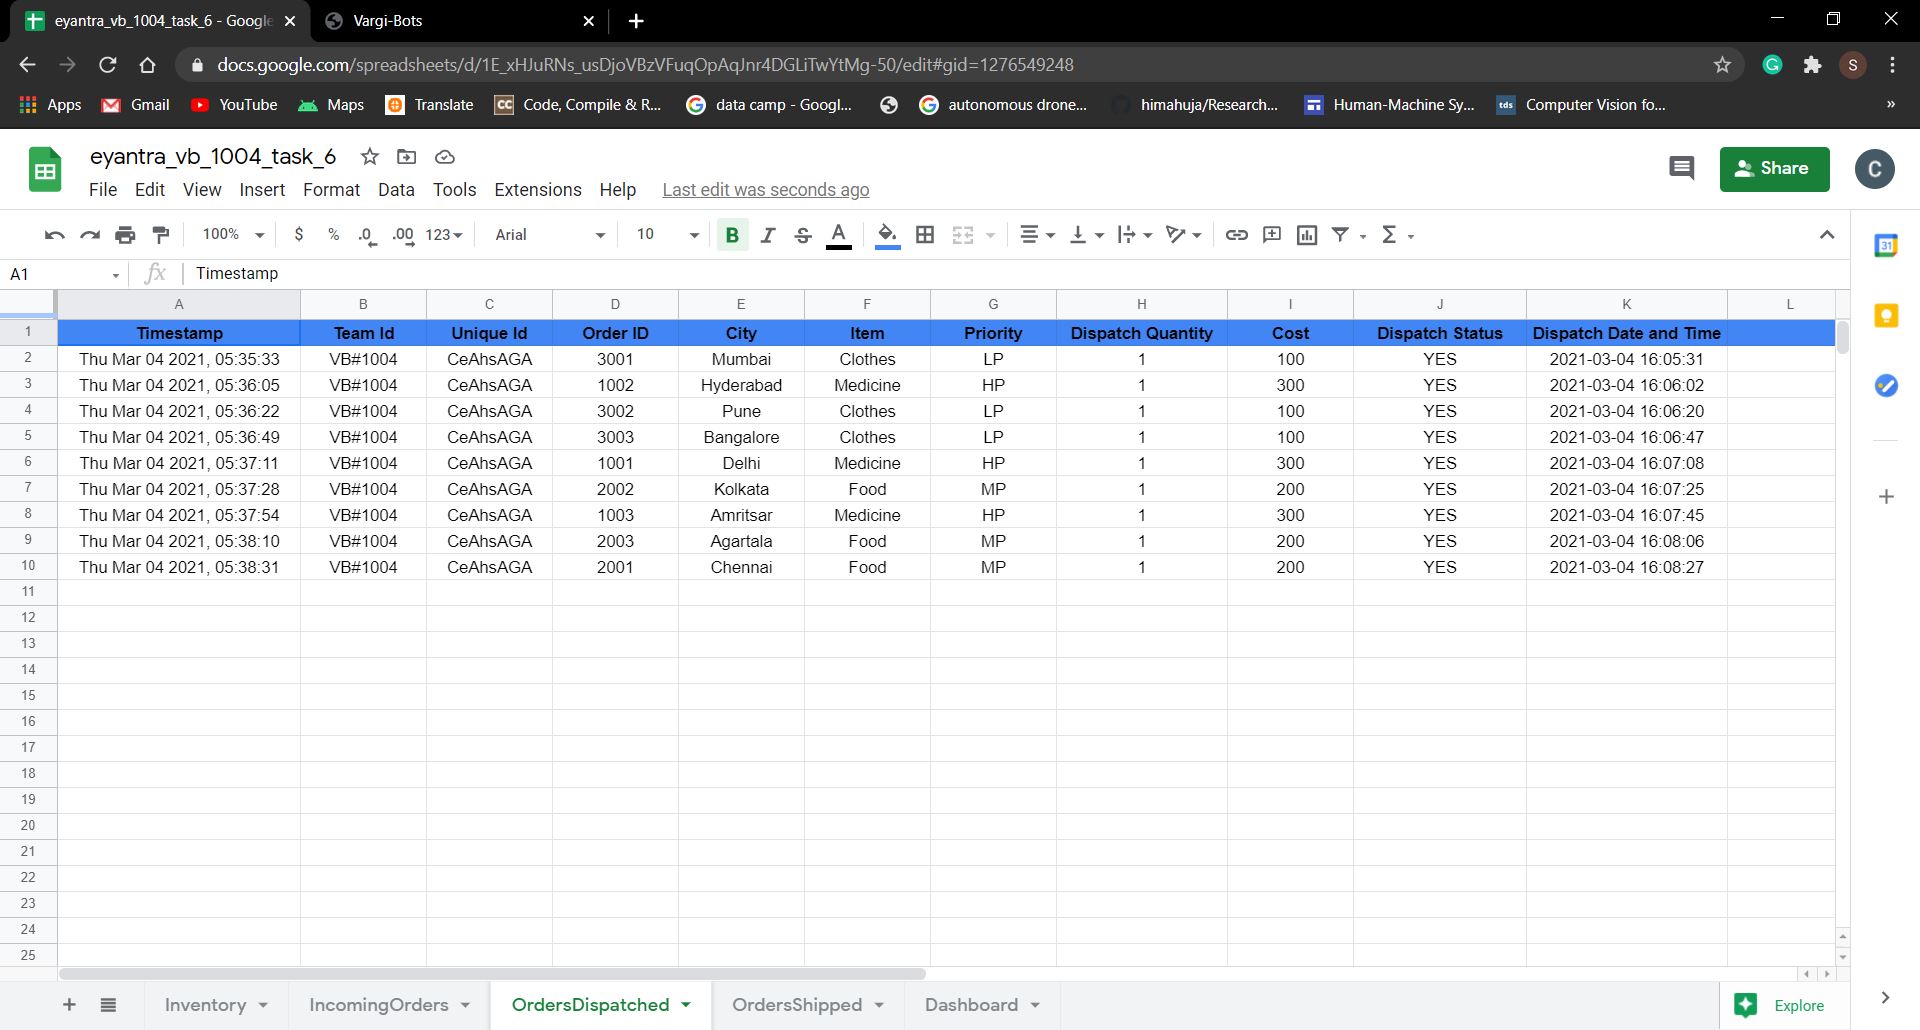 eyantra_vb_1004_task_6 - Google
Vargi-Bots
docs.google.com/spreadsheets/d/1E_xHJuRNs_usDjoVBzVFuqOpAqJnr4DGLiTwYtMg-50/edit#gid=1276549248
S
Apps Gmail YouTube Maps Translate CC Code, Compile & R... data camp - Googl... autonomous drone... himahuja/Research... Human-Machine Sy... tds Computer Vision fo... »
eyantra_vb_1004_task_6
Share
C
File Edit View Insert Format Data Tools Extensions Help Last edit was seconds ago
100% $ % .0 .00 123 Arial 10 B I S A
31
A1 fx Timestamp
A B C D E F G H I J K L
1 Timestamp Team Id Unique Id Order ID City Item Priority Dispatch Quantity Cost Dispatch Status Dispatch Date and Time
2 Thu Mar 04 2021, 05:35:33 VB#1004 CeAhsAGA 3001 Mumbai Clothes LP 1 100 YES 2021-03-04 16:05:31
3 Thu Mar 04 2021, 05:36:05 VB#1004 CeAhsAGA 1002 Hyderabad Medicine HP 1 300 YES 2021-03-04 16:06:02
4 Thu Mar 04 2021, 05:36:22 VB#1004 CeAhsAGA 3002 Pune Clothes LP 1 100 YES 2021-03-04 16:06:20
5 Thu Mar 04 2021, 05:36:49 VB#1004 CeAhsAGA 3003 Bangalore Clothes LP 1 100 YES 2021-03-04 16:06:47
6 Thu Mar 04 2021, 05:37:11 VB#1004 CeAhsAGA 1001 Delhi Medicine HP 1 300 YES 2021-03-04 16:07:08
7 Thu Mar 04 2021, 05:37:28 VB#1004 CeAhsAGA 2002 Kolkata Food MP 1 200 YES 2021-03-04 16:07:25
8 Thu Mar 04 2021, 05:37:54 VB#1004 CeAhsAGA 1003 Amritsar Medicine HP 1 300 YES 2021-03-04 16:07:45
9 Thu Mar 04 2021, 05:38:10 VB#1004 CeAhsAGA 2003 Agartala Food MP 1 200 YES 2021-03-04 16:08:06
10 Thu Mar 04 2021, 05:38:31 VB#1004 CeAhsAGA 2001 Chennai Food MP 1 200 YES 2021-03-04 16:08:27
11
12
13
14
15
16
17
18
19
20
21
22
23
24
25
Inventory IncomingOrders OrdersDispatched OrdersShipped Dashboard Explore